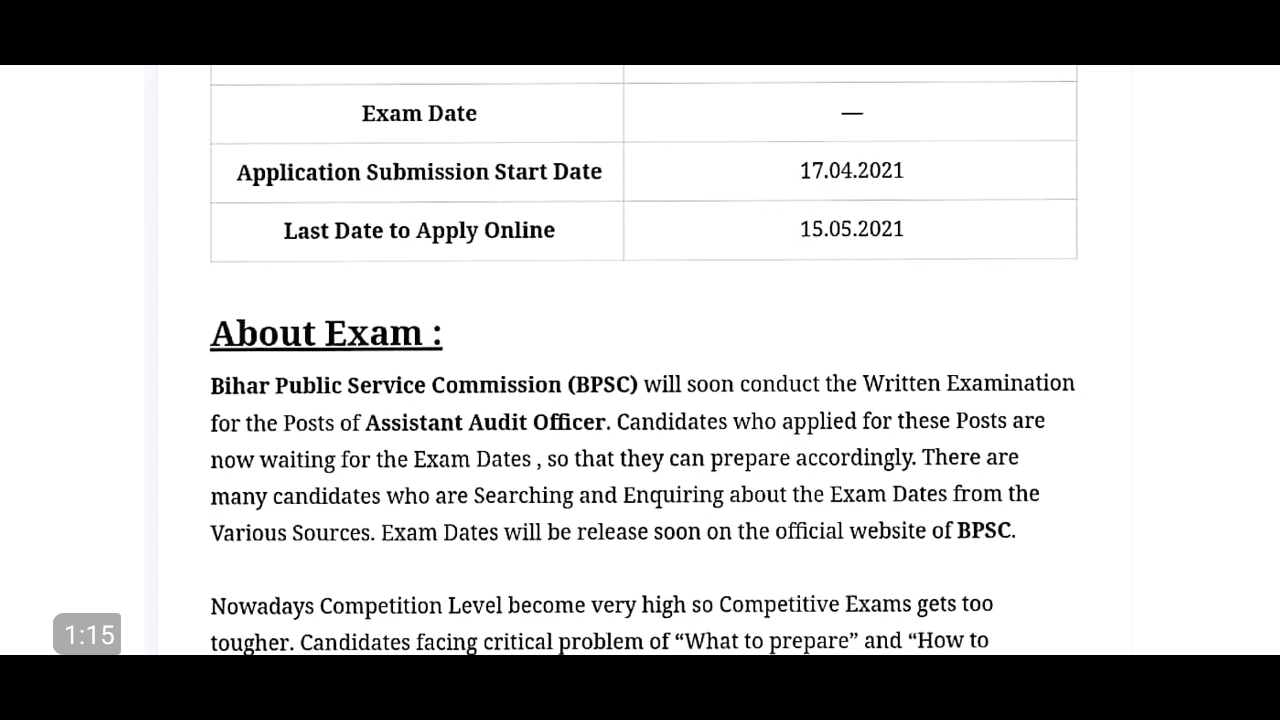 Exam Date —
Application Submission Start Date 17.04.2021
Last Date to Apply Online 15.05.2021
About Exam :
Bihar Public Service Commission (BPSC) will soon conduct the Written Examination
for the Posts of Assistant Audit Officer. Candidates who applied for these Posts are
now waiting for the Exam Dates , so that they can prepare accordingly. There are
many candidates who are Searching and Enquiring about the Exam Dates from the
Various Sources. Exam Dates will be release soon on the official website of BPSC.
Nowadays Competition Level become very high so Competitive Exams gets too
tougher. Candidates facing critical problem of “What to prepare” and “How to
1:15